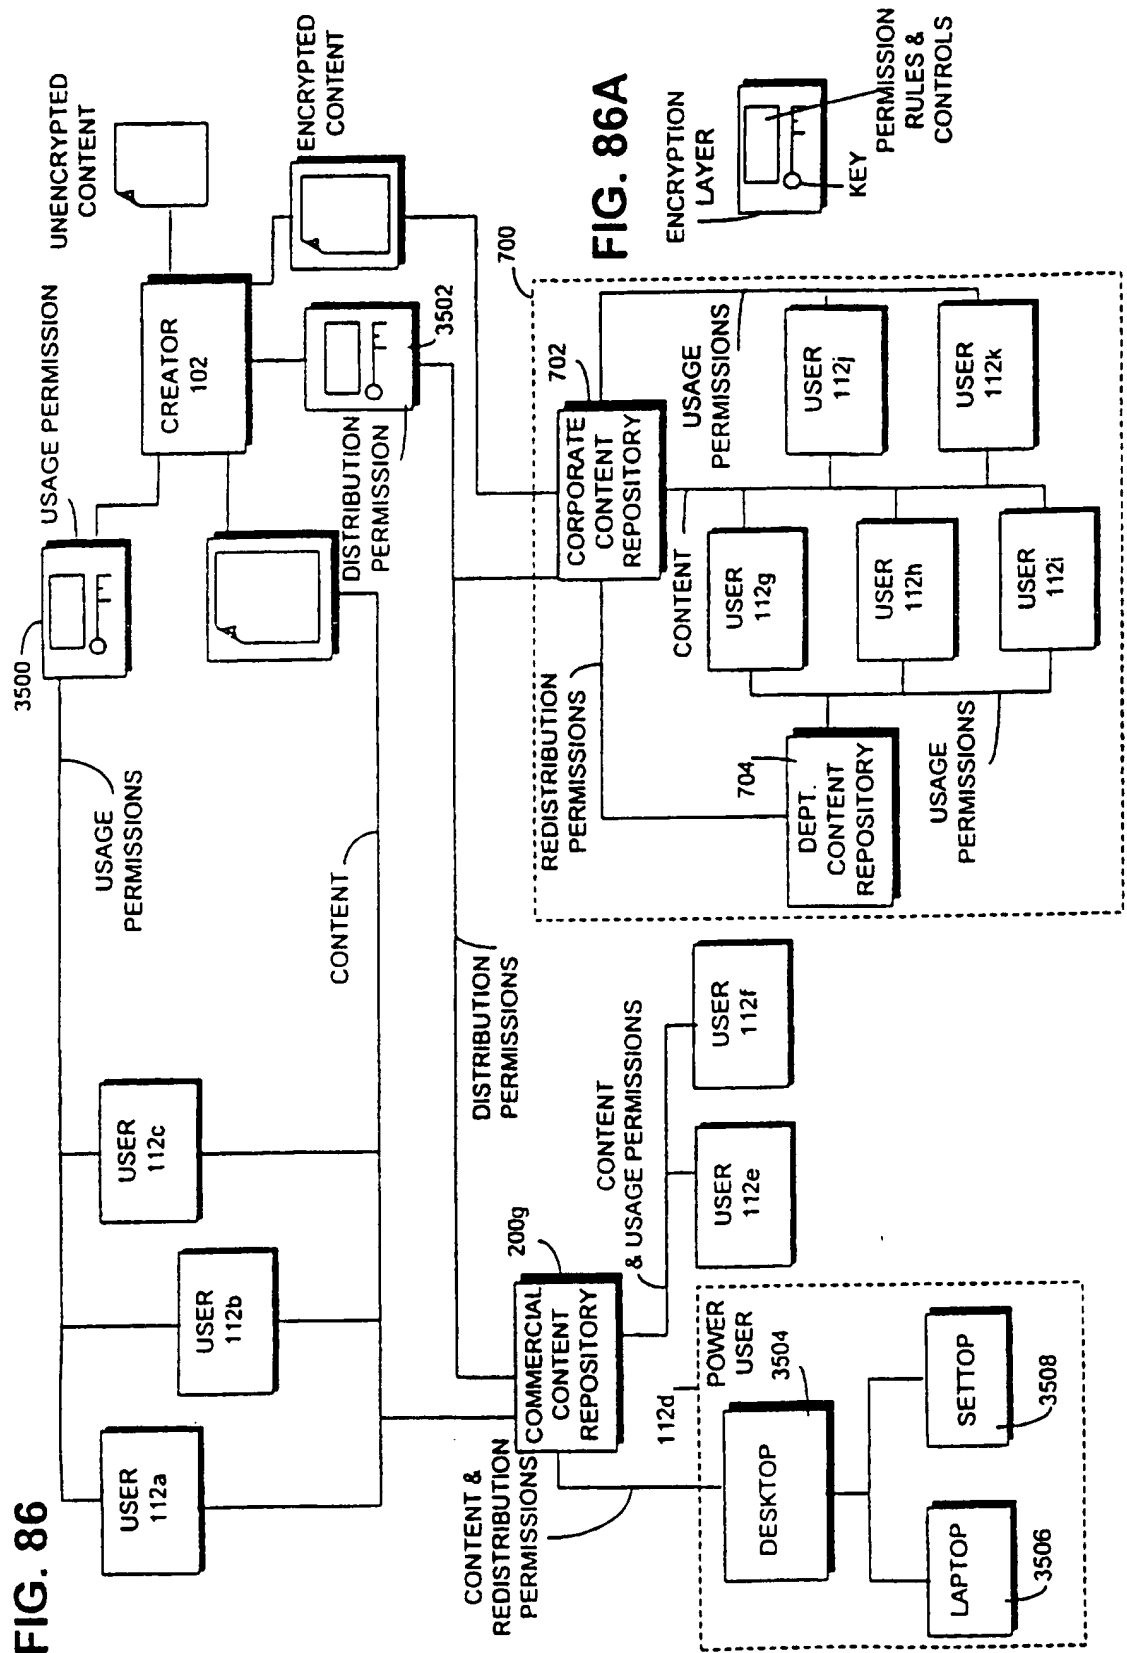 FIG. 86
USER
112a
USER
112b
USER
112c
USAGE
PERMISSIONS
CONTENT
3500
USAGE PERMISSION
CREATOR
102
UNENCRYPTED
CONTENT
ENCRYPTED
CONTENT
DISTRIBUTION
PERMISSION
3502
DISTRIBUTION
PERMISSIONS
CONTENT &
REDISTRIBUTION
PERMISSIONS
COMMERCIAL
CONTENT
REPOSITORY
200g
CONTENT
& USAGE PERMISSIONS
USER
112e
USER
112f
112d
POWER
USER
3504
DESKTOP
LAPTOP
3506
SETTOP
3508
700
702
CORPORATE
CONTENT
REPOSITORY
REDISTRIBUTION
PERMISSIONS
CONTENT
USAGE
PERMISSIONS
704
DEPT.
CONTENT
REPOSITORY
USER
112g
USER
112h
USER
112i
USER
112j
USER
112k
USAGE
PERMISSIONS
FIG. 86A
ENCRYPTION
LAYER
KEY
PERMISSION
RULES &
CONTROLS